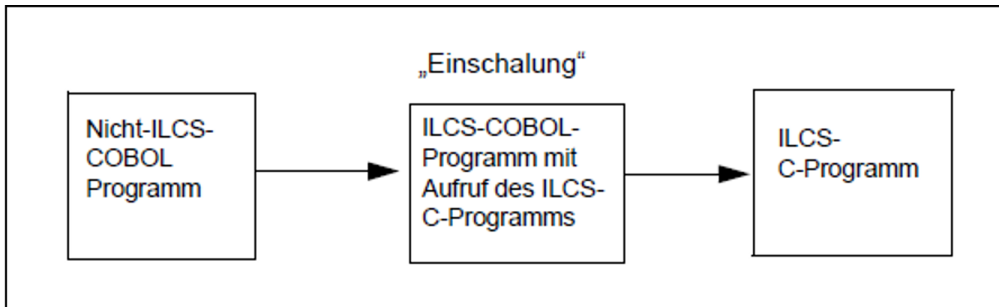 „Einschalung“
Nicht-ILCS-
COBOL
Programm
ILCS-COBOL-
Programm mit
Aufruf des ILCS-
C-Programms
ILCS-
C-Programm